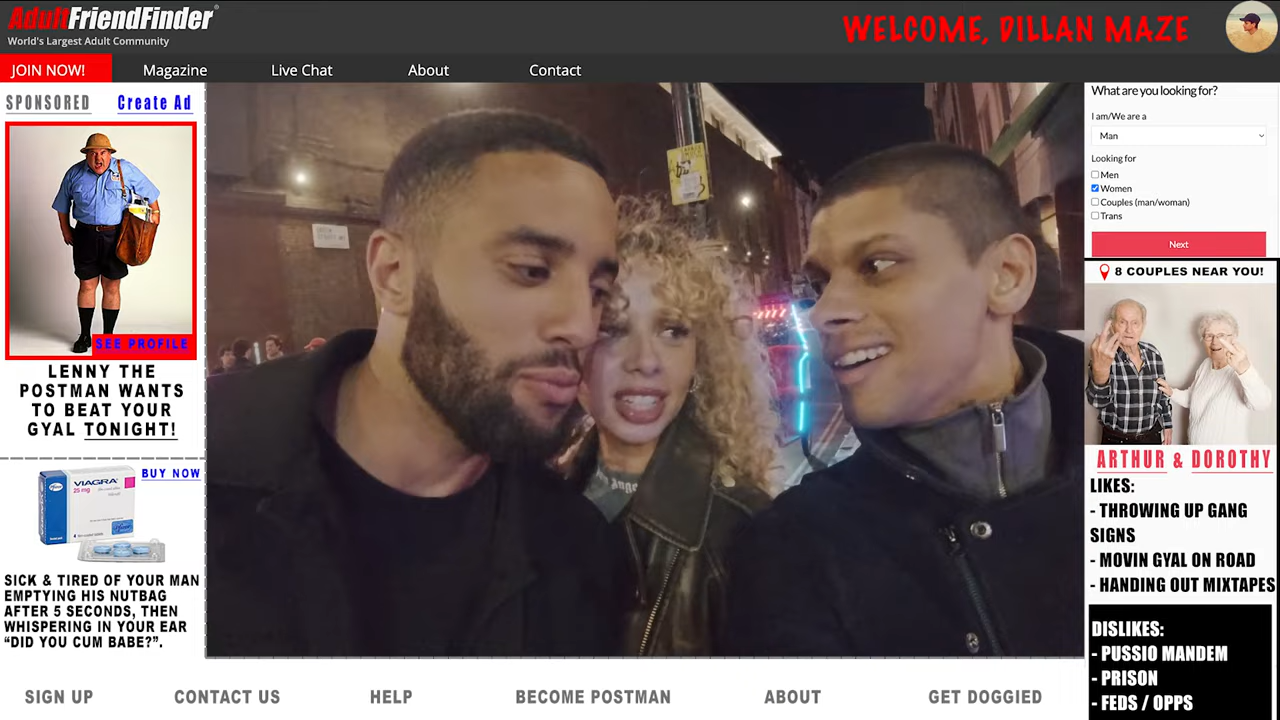 AdultFriendFinder®
World's Largest Adult Community
WELCOME, DILLAN MAZE
JOIN NOW!
Magazine
Live Chat
About
Contact
SPONSORED
Create Ad
SEE PROFILE
LENNY THE
POSTMAN WANTS
TO BEAT YOUR
GYAL TONIGHT!
BUY NOW
VIAGRA
25 mg
Pfizer
SICK & TIRED OF YOUR MAN
EMPTYING HIS NUTBAG
AFTER 5 SECONDS, THEN
WHISPERING IN YOUR EAR
“DID YOU CUM BABE?”.
What are you looking for?
I am/We are a
Man
Looking for
Men
Women
Couples (man/woman)
Trans
Next
8 COUPLES NEAR YOU!
ARTHUR & DOROTHY
LIKES:
- THROWING UP GANG
SIGNS
- MOVIN GYAL ON ROAD
- HANDING OUT MIXTAPES
DISLIKES:
- PUSSIO MANDEM
- PRISON
- FEDS / OPPS
SIGN UP
CONTACT US
HELP
BECOME POSTMAN
ABOUT
GET DOGGIED